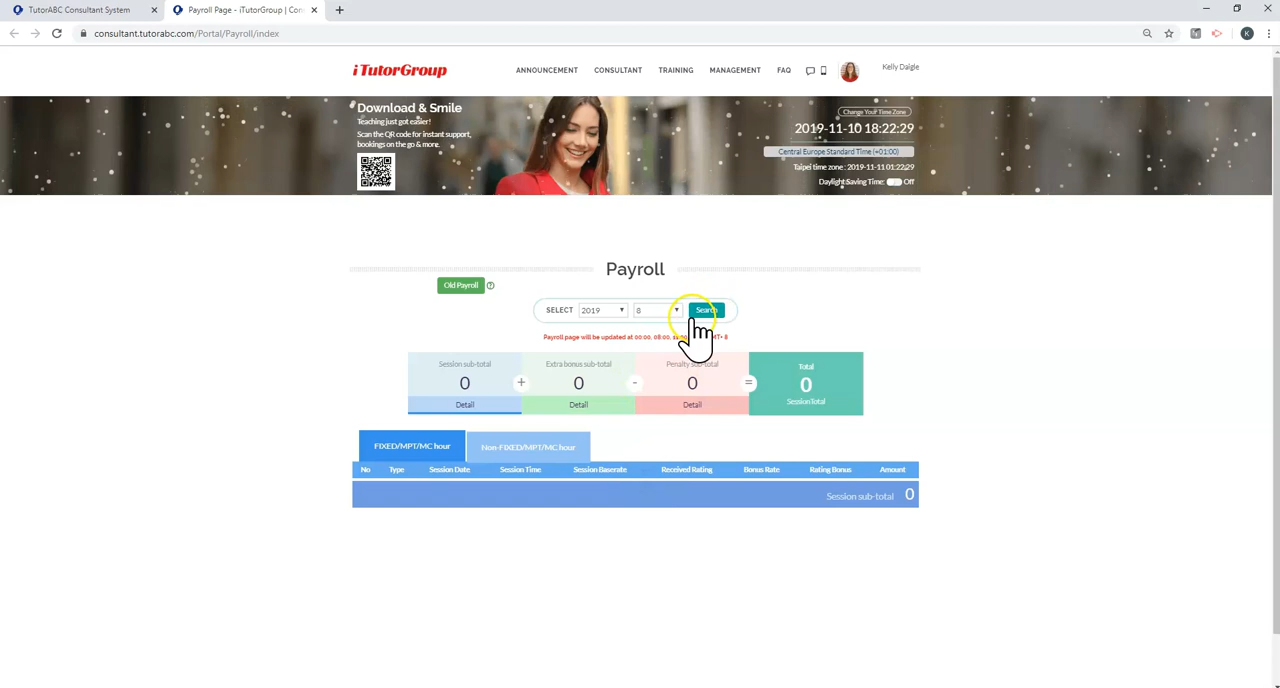 TutorABC Consultant System
Payroll Page - iTutorGroup | Con
consultant.tutorabc.com/Portal/Payroll/index
K
iTutorGroup
ANNOUNCEMENT CONSULTANT TRAINING MANAGEMENT FAQ
Kelly Daigle
Download & Smile
Teaching just got easier!
Scan the QR code for instant support,
bookings on the go & more.
Change Your Time Zone
2019-11-10 18:22:29
Central Europe Standard Time (+01:00)
Taipei time zone : 2019-11-11 01:22:29
Daylight Saving Time: Off
Payroll
Old Payroll
SELECT 2019 8 Search
Payroll page will be updated at 00:00, 08:00, MT+ 8
Session sub-total Extra bonus sub-total Penalty sub-total Total
0 + 0 - 0 = 0
Detail Detail Detail SessionTotal
FIXED/MPT/MC hour Non-FIXED/MPT/MC hour
No Type Session Date Session Time Session Baserate Received Rating Bonus Rate Rating Bonus Amount
Session sub-total 0